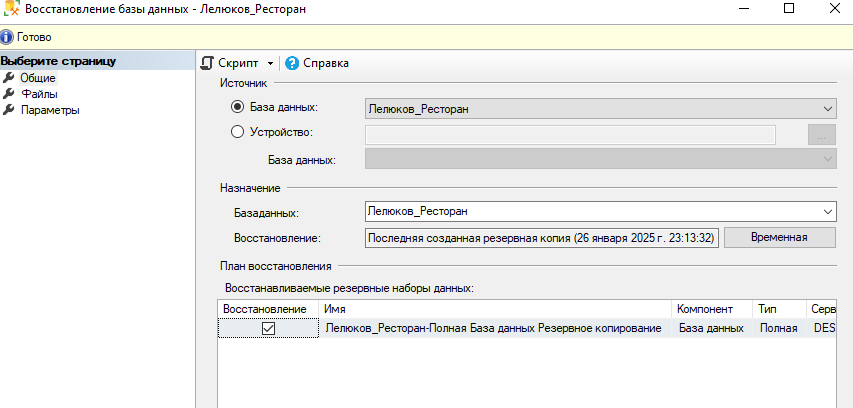 Восстановление базы данных - Лелюков_Ресторан
Готово
Выберите страницу
Общие
Файлы
Параметры
Скрипт
Справка
Источник
База данных:
Лелюков_Ресторан
Устройство:
...
База данных:
Назначение
Базаданных:
Лелюков_Ресторан
Восстановление:
Последняя созданная резервная копия (26 января 2025 г. 23:13:32)
Временная
План восстановления
Восстанавливаемые резервные наборы данных:
Восстановление Имя Компонент Тип Серв
Лелюков_Ресторан-Полная База данных Резервное копирование База данных Полная DES